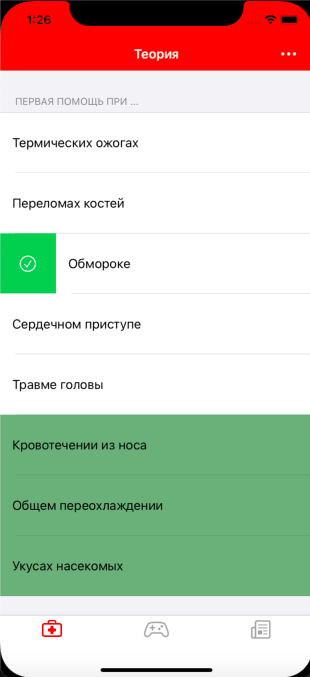 1:26
Теория
ПЕРВАЯ ПОМОЩЬ ПРИ ...
Термических ожогах
Переломах костей
Обмороке
Сердечном приступе
Травме головы
Кровотечении из носа
Общем переохлаждении
Укусах насекомых